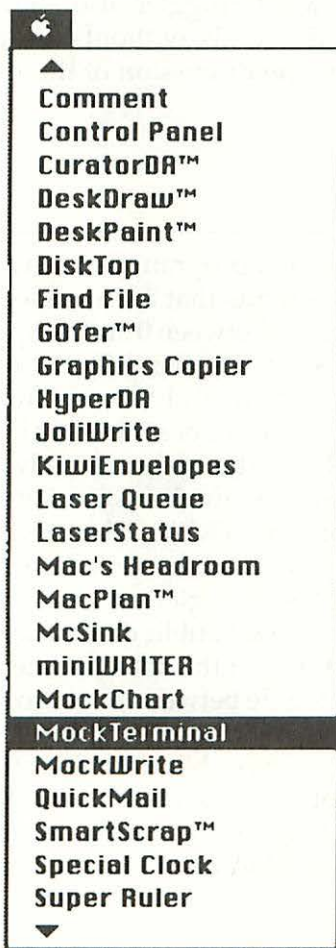 Comment
Control Panel
CuratorDA™
DeskDraw™
DeskPaint™
DiskTop
Find File
GOfer™
Graphics Copier
HyperDA
JoliWrite
KiwiEnvelopes
Laser Queue
LaserStatus
Mac's Headroom
MacPlan™
McSink
miniWRITER
MockChart
MockTerminal
MockWrite
QuickMail
SmartScrap™
Special Clock
Super Ruler